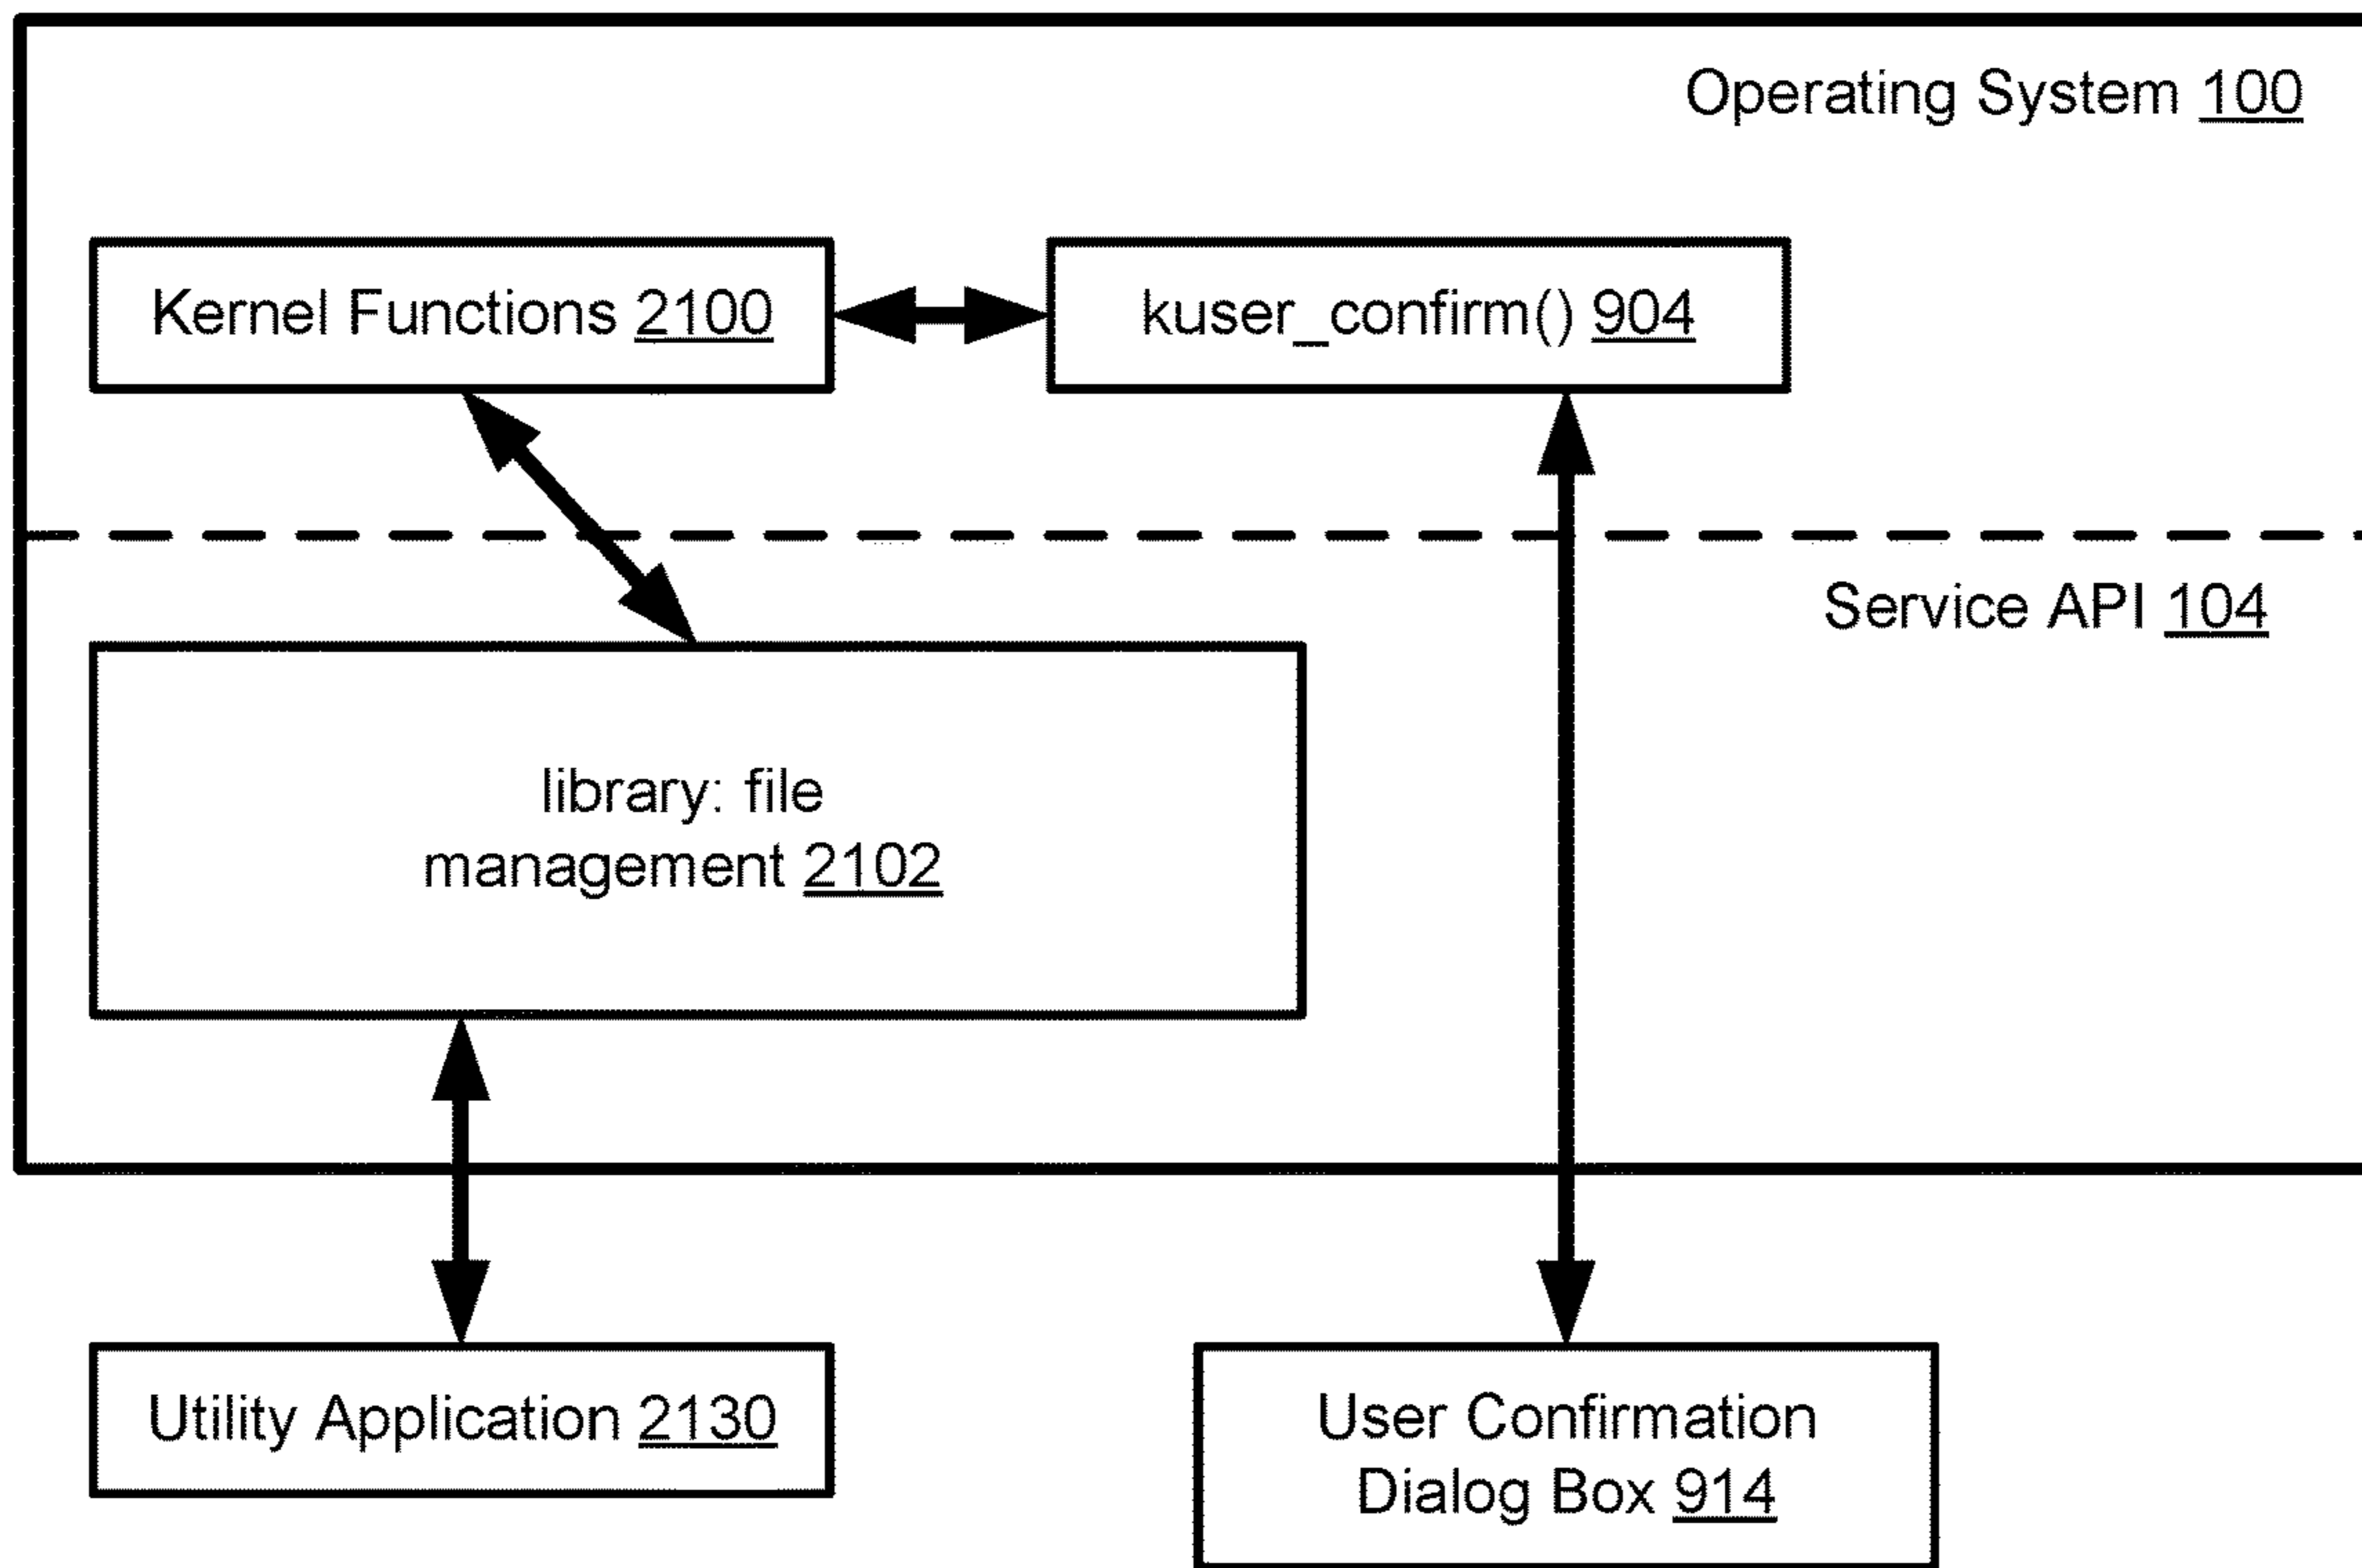 Operating System 100
Kernel Functions 2100
kuser_confirm() 904
Service API 104
library: file
management 2102
Utility Application 2130
User Confirmation
Dialog Box 914